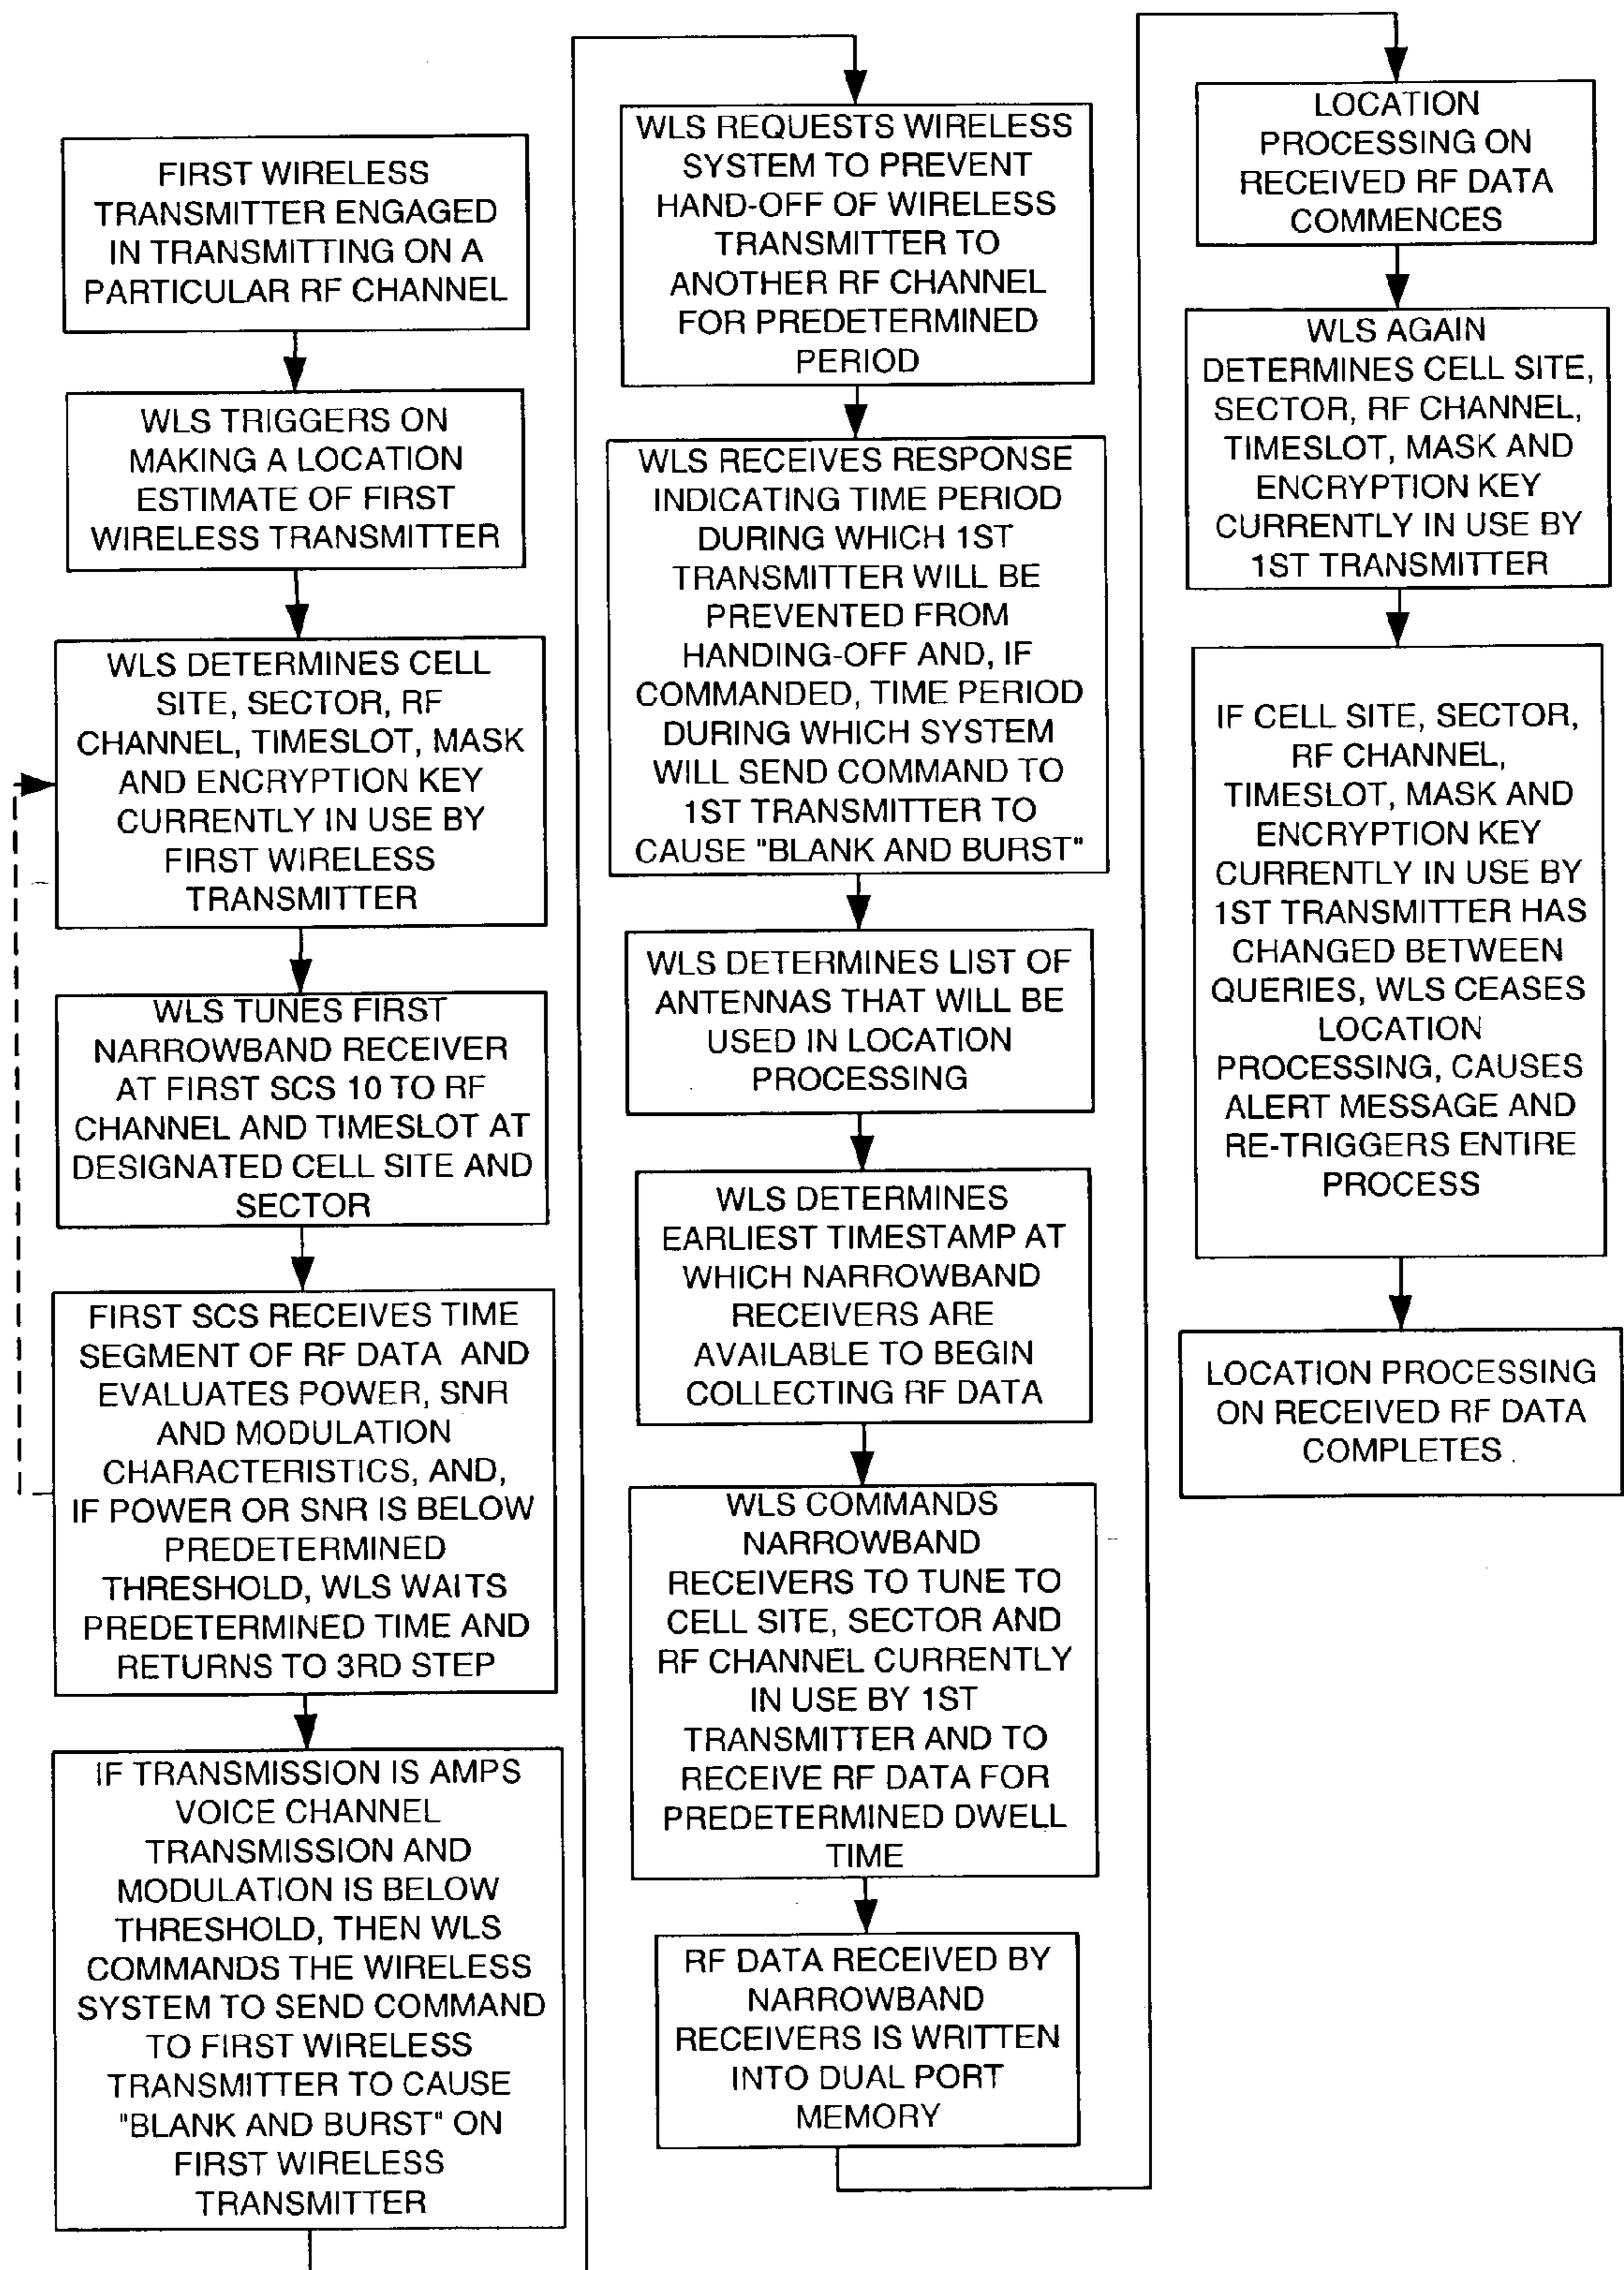 FIRST WIRELESS
TRANSMITTER ENGAGED
IN TRANSMITTING ON A
PARTICULAR RF CHANNEL
WLS TRIGGERS ON
MAKING A LOCATION
ESTIMATE OF FIRST
WIRELESS TRANSMITTER
WLS DETERMINES CELL
SITE, SECTOR, RF
CHANNEL, TIMESLOT, MASK
AND ENCRYPTION KEY
CURRENTLY IN USE BY
FIRST WIRELESS
TRANSMITTER
WLS TUNES FIRST
NARROWBAND RECEIVER
AT FIRST SCS 10 TO RF
CHANNEL AND TIMESLOT AT
DESIGNATED CELL SITE AND
SECTOR
FIRST SCS RECEIVES TIME
SEGMENT OF RF DATA AND
EVALUATES POWER, SNR
AND MODULATION
CHARACTERISTICS, AND,
IF POWER OR SNR IS BELOW
PREDETERMINED
THRESHOLD, WLS WAITS
PREDETERMINED TIME AND
RETURNS TO 3RD STEP
IF TRANSMISSION IS AMPS
VOICE CHANNEL
TRANSMISSION AND
MODULATION IS BELOW
THRESHOLD, THEN WLS
COMMANDS THE WIRELESS
SYSTEM TO SEND COMMAND
TO FIRST WIRELESS
TRANSMITTER TO CAUSE
"BLANK AND BURST" ON
FIRST WIRELESS
TRANSMITTER
WLS REQUESTS WIRELESS
SYSTEM TO PREVENT
HAND-OFF OF WIRELESS
TRANSMITTER TO
ANOTHER RF CHANNEL
FOR PREDETERMINED
PERIOD
WLS RECEIVES RESPONSE
INDICATING TIME PERIOD
DURING WHICH 1ST
TRANSMITTER WILL BE
PREVENTED FROM
HANDING-OFF AND, IF
COMMANDED, TIME PERIOD
DURING WHICH SYSTEM
WILL SEND COMMAND TO
1ST TRANSMITTER TO
CAUSE "BLANK AND BURST"
WLS DETERMINES LIST OF
ANTENNAS THAT WILL BE
USED IN LOCATION
PROCESSING
WLS DETERMINES
EARLIEST TIMESTAMP AT
WHICH NARROWBAND
RECEIVERS ARE
AVAILABLE TO BEGIN
COLLECTING RF DATA
WLS COMMANDS
NARROWBAND
RECEIVERS TO TUNE TO
CELL SITE, SECTOR AND
RF CHANNEL CURRENTLY
IN USE BY 1ST
TRANSMITTER AND TO
RECEIVE RF DATA FOR
PREDETERMINED DWELL
TIME
RF DATA RECEIVED BY
NARROWBAND
RECEIVERS IS WRITTEN
INTO DUAL PORT
MEMORY
LOCATION
PROCESSING ON
RECEIVED RF DATA
COMMENCES
WLS AGAIN
DETERMINES CELL SITE,
SECTOR, RF CHANNEL,
TIMESLOT, MASK AND
ENCRYPTION KEY
CURRENTLY IN USE BY
1ST TRANSMITTER
IF CELL SITE, SECTOR,
RF CHANNEL,
TIMESLOT, MASK AND
ENCRYPTION KEY
CURRENTLY IN USE BY
1ST TRANSMITTER HAS
CHANGED BETWEEN
QUERIES, WLS CEASES
LOCATION
PROCESSING, CAUSES
ALERT MESSAGE AND
RE-TRIGGERS ENTIRE
PROCESS
LOCATION PROCESSING
ON RECEIVED RF DATA
COMPLETES.